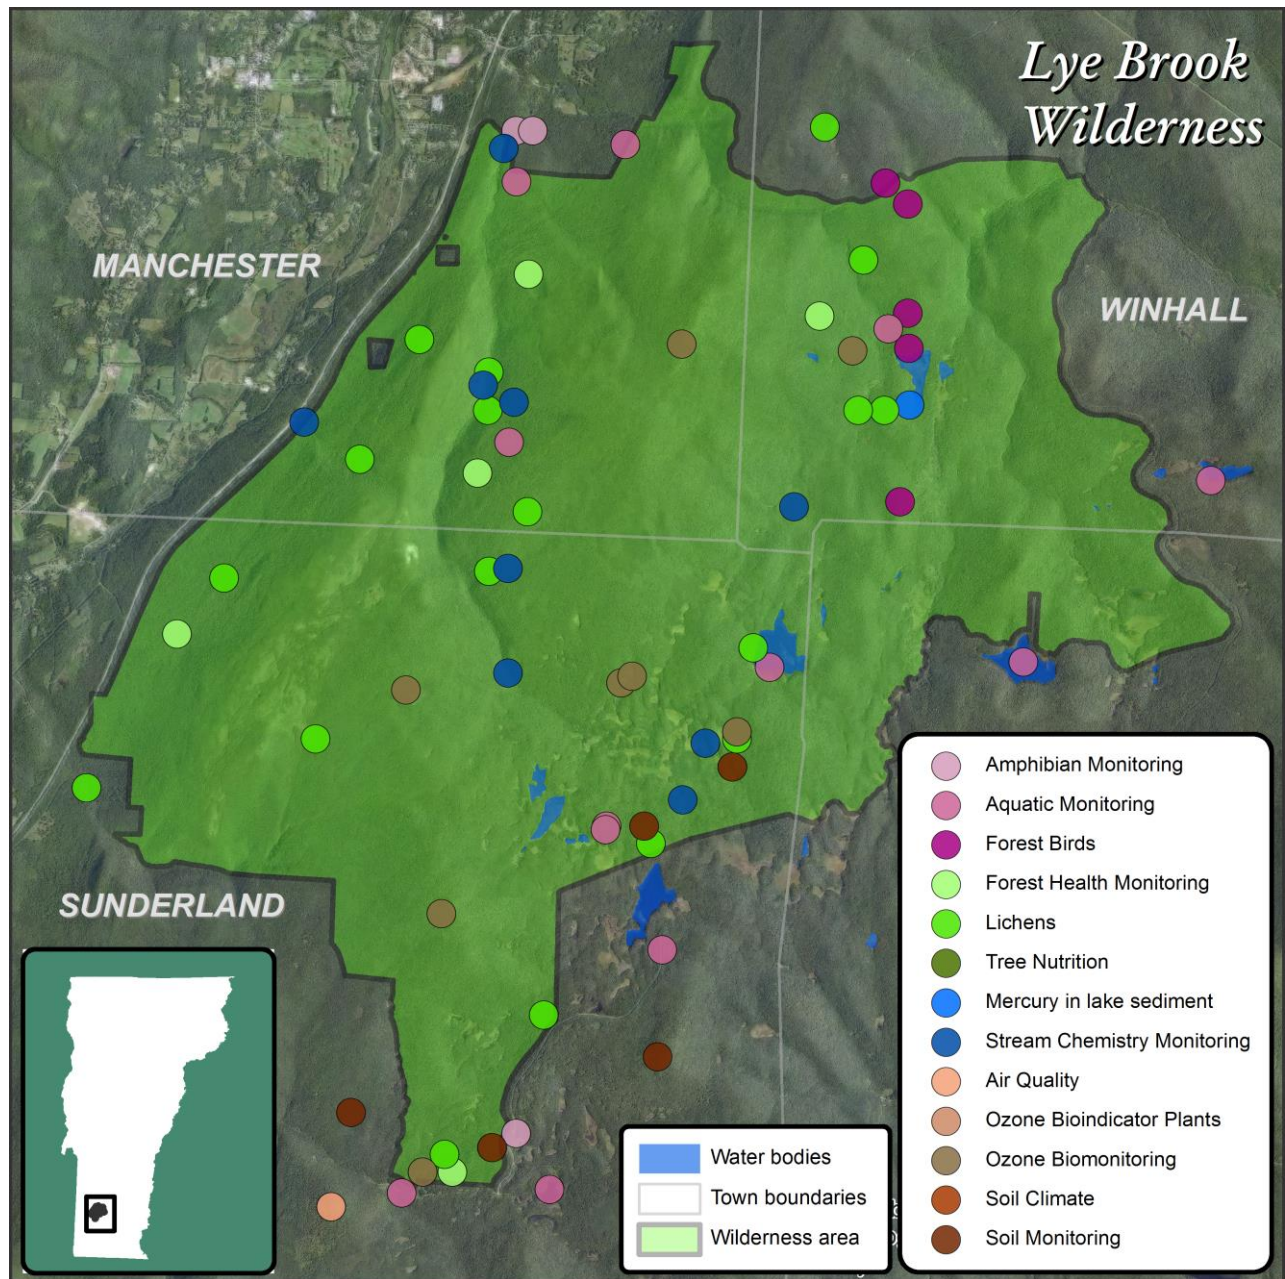 Lye Brook
Wilderness
MANCHESTER
WINHALL
SUNDERLAND
Amphibian Monitoring
Aquatic Monitoring
Forest Birds
Forest Health Monitoring
Lichens
Tree Nutrition
Mercury in lake sediment
Stream Chemistry Monitoring
Air Quality
Ozone Bioindicator Plants
Ozone Biomonitoring
Soil Climate
Soil Monitoring
Water bodies
Town boundaries
Wilderness area